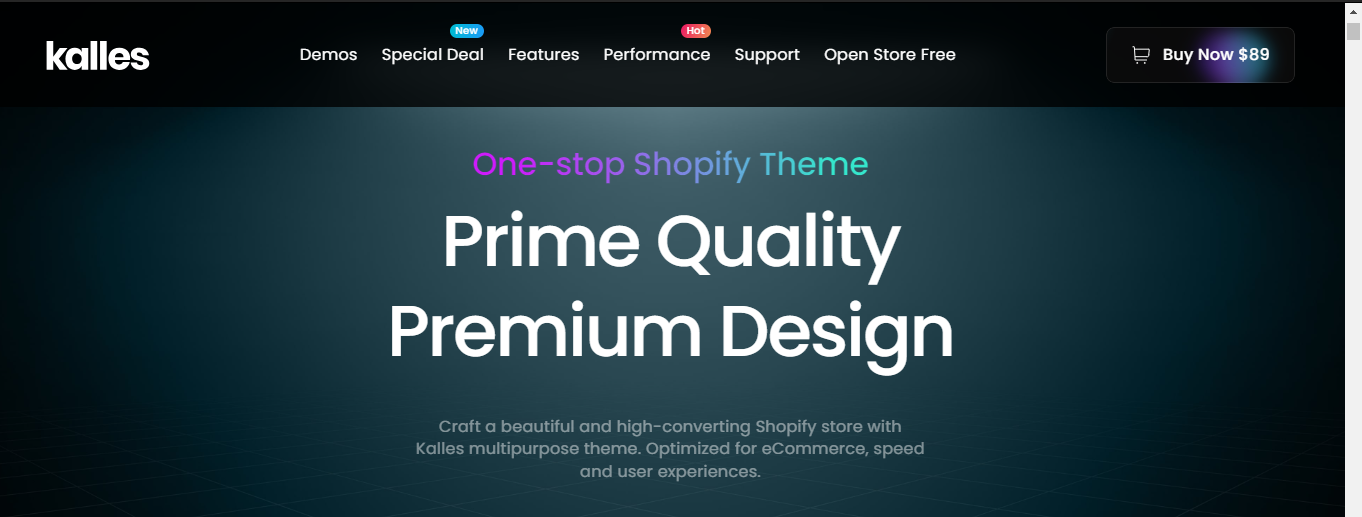 New
Hot
kalles
Demos Special Deal Features Performance Support Open Store Free
Buy Now $89
One-stop Shopify Theme
Prime Quality
Premium Design
Craft a beautiful and high-converting Shopify store with
Kalles multipurpose theme. Optimized for eCommerce, speed
and user experiences.